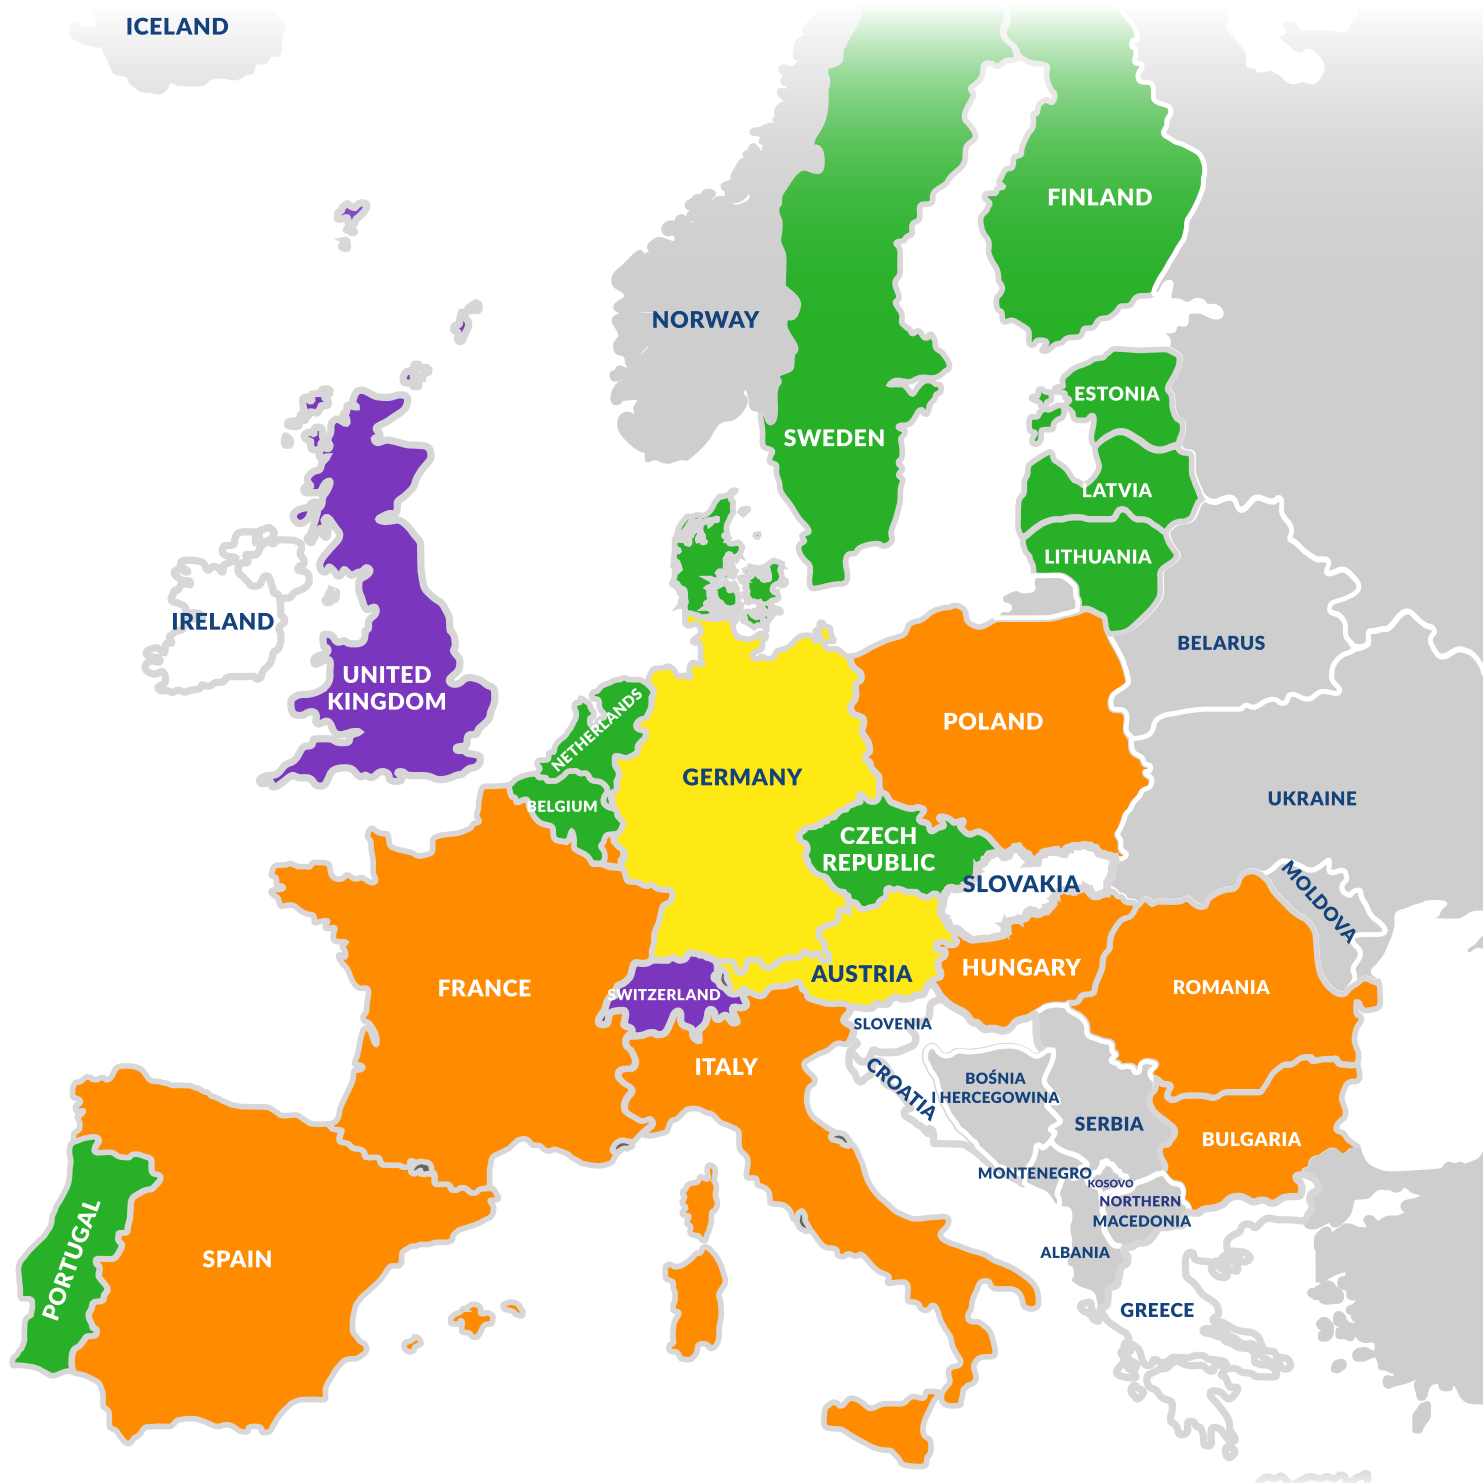 ICELAND
FINLAND
NORWAY
ESTONIA
SWEDEN
LATVIA
LITHUANIA
IRELAND
BELARUS
UNITED
KINGDOM
NETHERLANDS
POLAND
GERMANY
BELGIUM
UKRAINE
CZECH
REPUBLIC
SLOVAKIA
MOLDOVA
FRANCE
SWITZERLAND
AUSTRIA
HUNGARY
ROMANIA
SLOVENIA
ITALY
CROATIA
BOŚNIA
I HERCEGOWINA
SERBIA
BULGARIA
MONTENEGRO
KOSOVO
NORTHERN
MACEDONIA
PORTUGAL
SPAIN
ALBANIA
GREECE